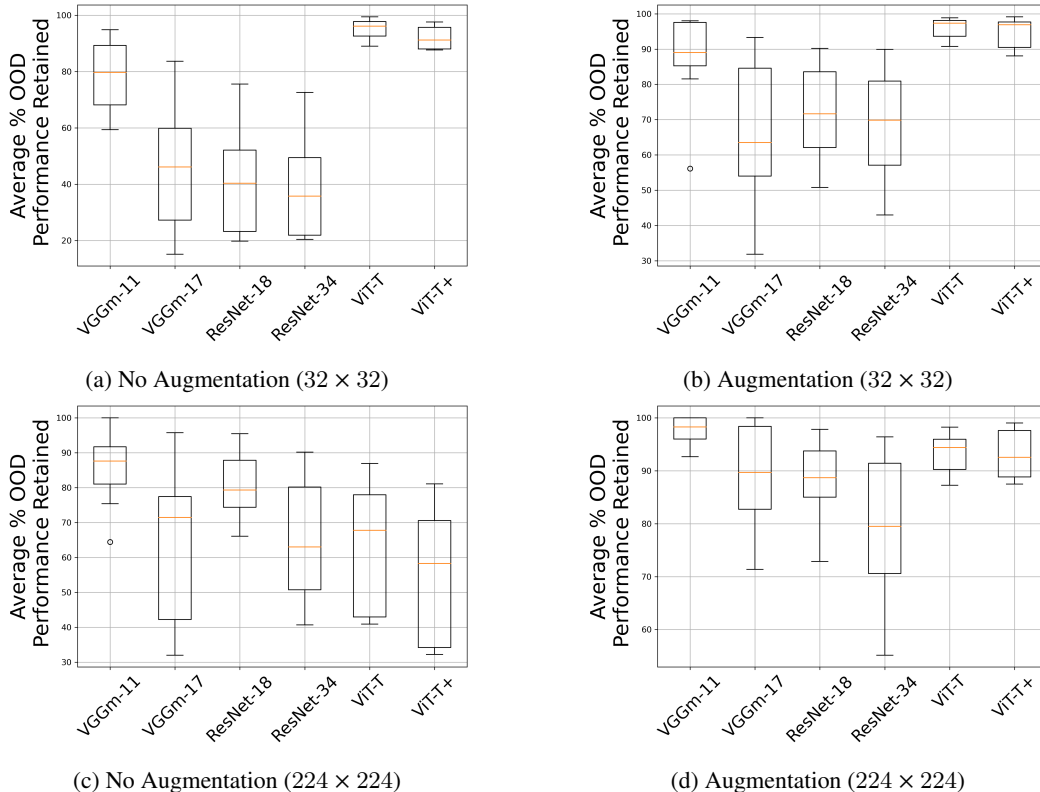 Average % OOD
Performance Retained
100
80
60
40
20
VGGm-11
VGGm-17
ResNet-18
ResNet-34
ViT-T
ViT-T+
(a) No Augmentation (32 × 32)
Average % OOD
Performance Retained
100
90
80
70
60
50
40
30
VGGm-11
VGGm-17
ResNet-18
ResNet-34
ViT-T
ViT-T+
(b) Augmentation (32 × 32)
Average % OOD
Performance Retained
100
90
80
70
60
50
40
30
VGGm-11
VGGm-17
ResNet-18
ResNet-34
ViT-T
ViT-T+
(c) No Augmentation (224 × 224)
Average % OOD
Performance Retained
100
90
80
70
60
VGGm-11
VGGm-17
ResNet-18
ResNet-34
ViT-T
ViT-T+
(d) Augmentation (224 × 224)